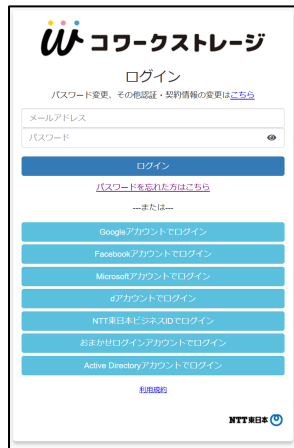 コワークストレージ
ログイン
パスワード変更、その他認証・契約情報の変更はこちら
メールアドレス
パスワード
ログイン
パスワードを忘れた方はこちら
---または---
Googleアカウントでログイン
Facebookアカウントでログイン
Microsoftアカウントでログイン
dアカウントでログイン
NTT東日本ビジネスIDでログイン
おまかせログインアカウントでログイン
Active Directoryアカウントでログイン
利用規約
NTT東日本